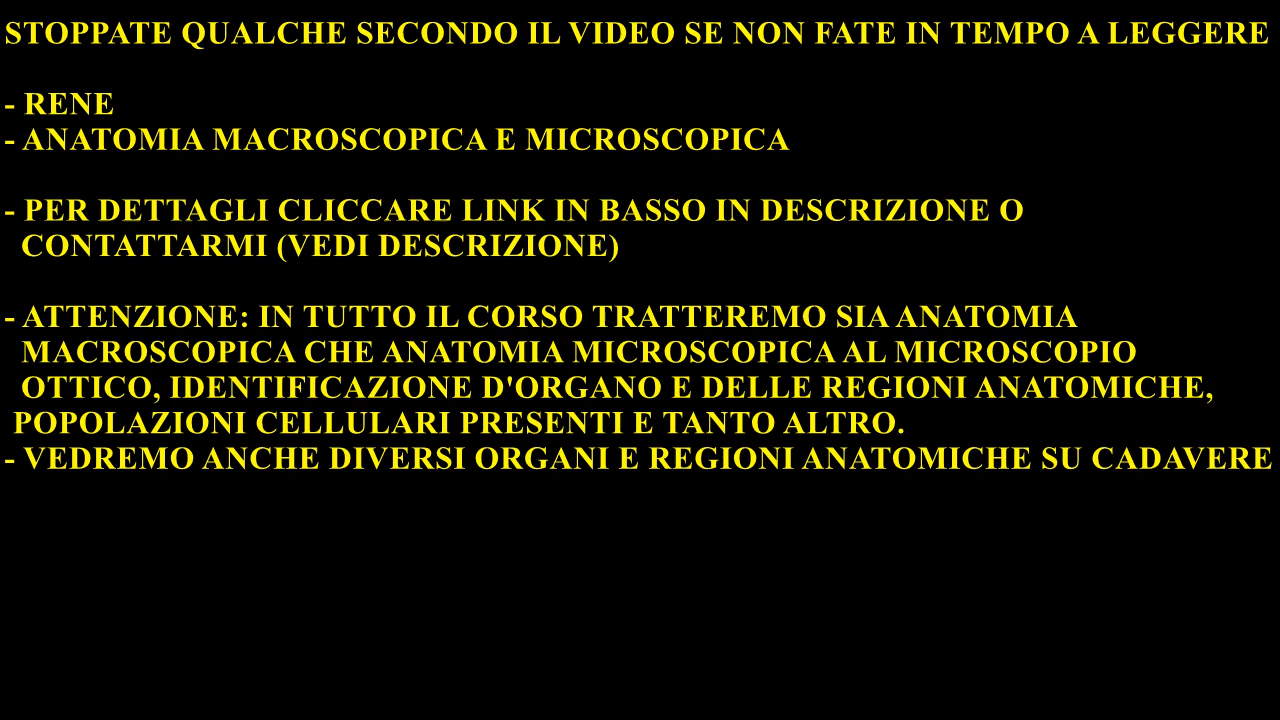 STOPPATE QUALCHE SECONDO IL VIDEO SE NON FATE IN TEMPO A LEGGERE
- RENE
- ANATOMIA MACROSCOPICA E MICROSCOPICA
- PER DETTAGLI CLICCARE LINK IN BASSO IN DESCRIZIONE O
CONTATTARMI (VEDI DESCRIZIONE)
- ATTENZIONE: IN TUTTO IL CORSO TRATTEREMO SIA ANATOMIA
MACROSCOPICA CHE ANATOMIA MICROSCOPICA AL MICROSCOPIO
OTTICO, IDENTIFICAZIONE D'ORGANO E DELLE REGIONI ANATOMICHE,
POPOLAZIONI CELLULARI PRESENTI E TANTO ALTRO.
- VEDREMO ANCHE DIVERSI ORGANI E REGIONI ANATOMICHE SU CADAVERE